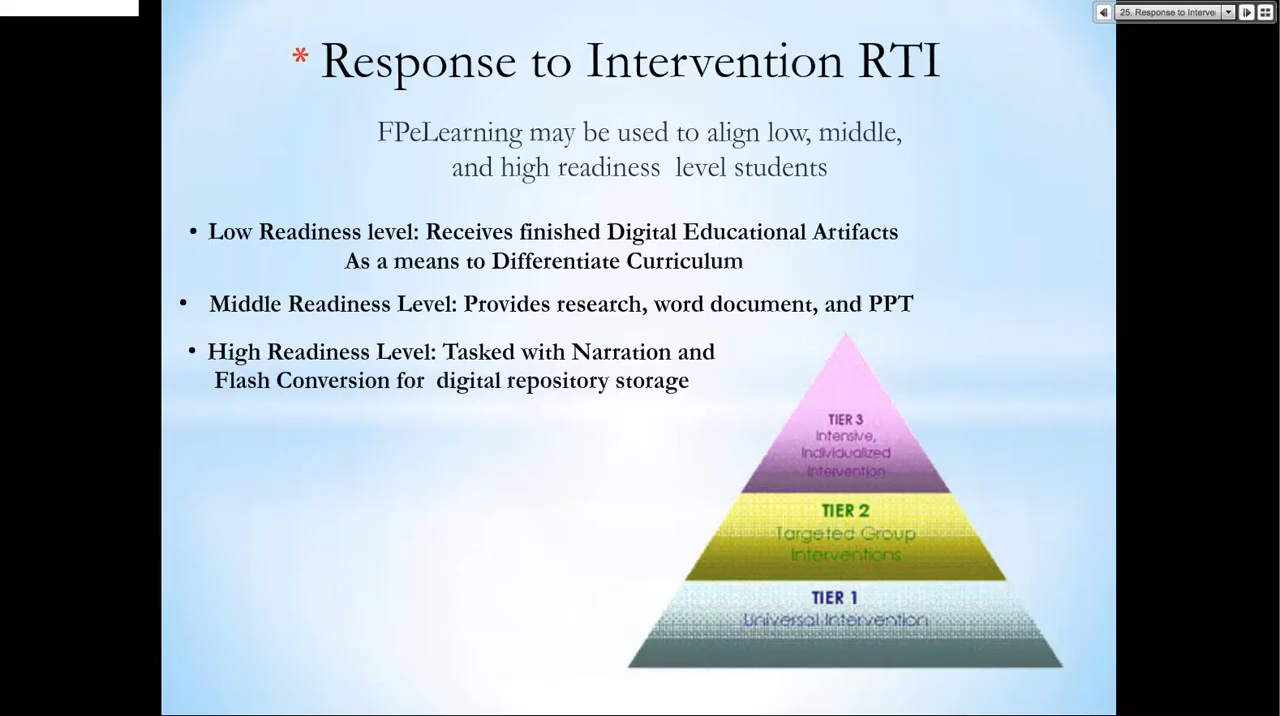 25. Response to Interve
* Response to Intervention RTI
FPeLearning may be used to align low, middle,
and high readiness level students
• Low Readiness level: Receives finished Digital Educational Artifacts
As a means to Differentiate Curriculum
• Middle Readiness Level: Provides research, word document, and PPT
• High Readiness Level: Tasked with Narration and
Flash Conversion for digital repository storage
TIER 3
Intensive,
Individualized
Intervention
TIER 2
Targeted Group
Interventions
TIER 1
Universal Intervention